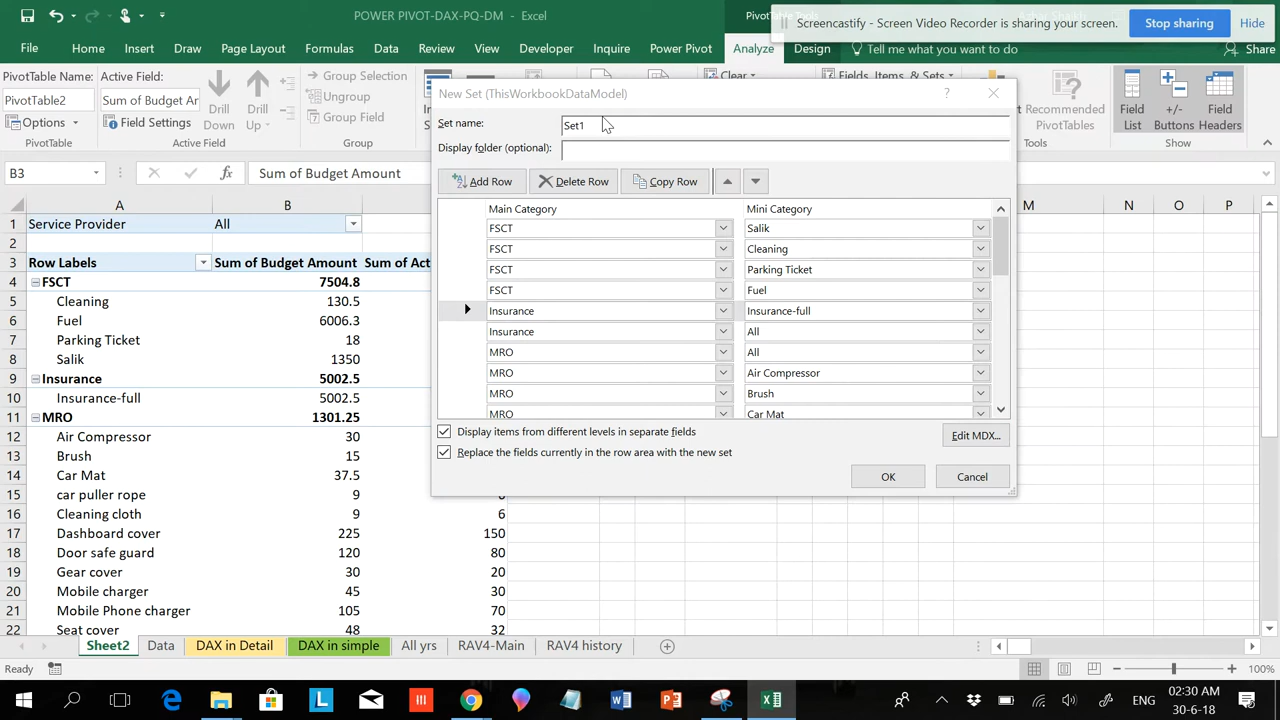 POWER PIVOT-DAX-PQ-DM - Excel
Screencastify - Screen Video Recorder is sharing your screen. Stop sharing Hide
File Home Insert Draw Page Layout Formulas Data Review View Developer Inquire Power Pivot Analyze Design Tell me what you want to do Share
PivotTable Name: Active Field: Group Selection Clear Fields, Items, & Sets
PivotTable2 Sum of Budget Ar Drill Down Drill Up Ungroup Recommended PivotTables Field List +/- Buttons Field Headers
Options Group Field
PivotTable Active Field Group Show
New Set (ThisWorkbookDataModel)
Set name: Set1
Display folder (optional):
Add Row Delete Row Copy Row
Main Category Mini Category
FSCT Salik
FSCT Cleaning
FSCT Parking Ticket
FSCT Fuel
Insurance Insurance-full
Insurance All
MRO All
MRO Air Compressor
MRO Brush
MRO Car Mat
Display items from different levels in separate fields
Edit MDX...
Replace the fields currently in the row area with the new set
OK Cancel
B3 fx Sum of Budget Amount
A B M N O P
1 Service Provider All
2
3 Row Labels Sum of Budget Amount Sum of Act
4 FSCT 7504.8
5 Cleaning 130.5
6 Fuel 6006.3
7 Parking Ticket 18
8 Salik 1350
9 Insurance 5002.5
10 Insurance-full 5002.5
11 MRO 1301.25
12 Air Compressor 30
13 Brush 15
14 Car Mat 37.5
15 car puller rope 9 6
16 Cleaning cloth 9 6
17 Dashboard cover 225 150
18 Door safe guard 120 80
19 Gear cover 30 20
20 Mobile charger 45 30
21 Mobile Phone charger 105 70
22 Seat cover 48 32
Sheet2 Data DAX in Detail DAX in simple All yrs RAV4-Main RAV4 history
Ready 100%
ENG 02:30 AM
30-6-18